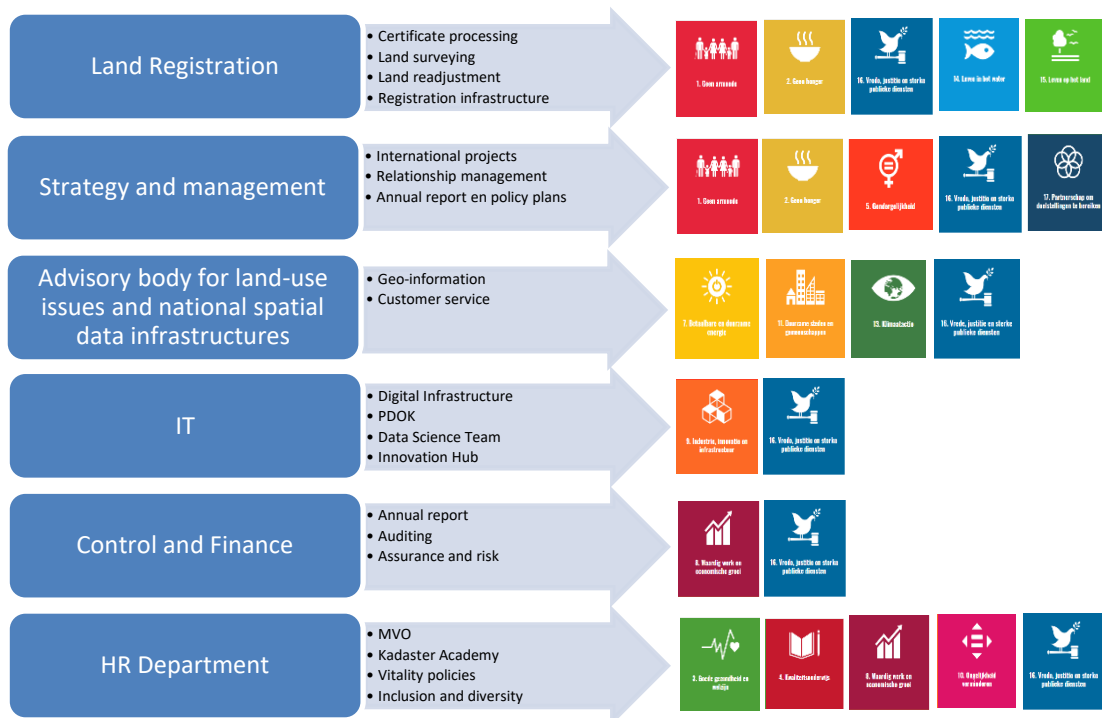 Land Registration
• Certificate processing
• Land surveying
• Land readjustment
• Registration infrastructure
1. Geen armoede
2. Geen honger
16. Vrede, justitie en sterke
publieke diensten
14. Leven in het water
15. Leven op het land
Strategy and management
• International projects
• Relationship management
• Annual report en policy plans
1. Geen armoede
2. Geen honger
5. Gendergelijkheid
16. Vrede, justitie en sterke
publieke diensten
17. Partnerschap om
doelstellingen te bereiken
Advisory body for land-use
issues and national spatial
data infrastructures
• Geo-information
• Customer service
7. Betaalbare en duurzame
energie
11. Duurzame steden en
gemeenschappen
13. Klimaatactie
16. Vrede, justitie en sterke
publieke diensten
IT
• Digital Infrastructure
• PDOK
• Data Science Team
• Innovation Hub
9. Industrie, innovatie en
infrastructuur
16. Vrede, justitie en sterke
publieke diensten
Control and Finance
• Annual report
• Auditing
• Assurance and risk
8. Waardig werk en
economische groei
16. Vrede, justitie en sterke
publieke diensten
HR Department
• MVO
• Kadaster Academy
• Vitality policies
• Inclusion and diversity
3. Goede gezondheid en
welzijn
4. Kwaliteitsonderwijs
8. Waardig werk en
economische groei
10. Ongelijkheid
verminderen
16. Vrede, justitie en sterke
publieke diensten